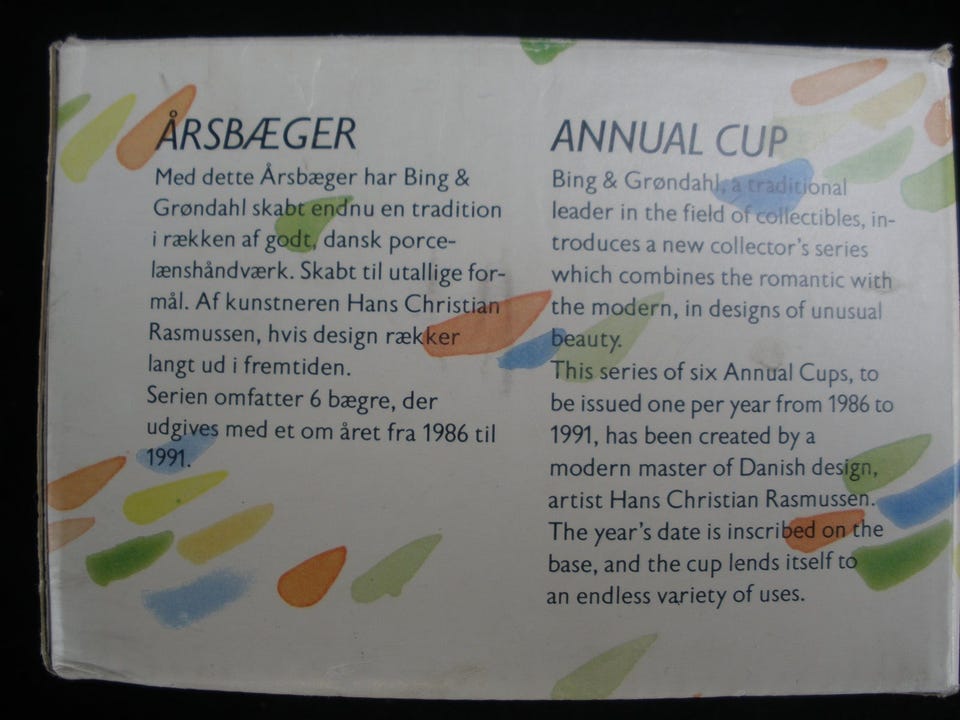 ÅRSBÆGER
Med dette Årsbæger har Bing &
Grøndahl skabt endnu en tradition
i rækken af godt, dansk porce-
lænshåndværk. Skabt til utallige for-
mål. Af kunstneren Hans Christian
Rasmussen, hvis design rækker
langt ud i fremtiden.
Serien omfatter 6 bægre, der
udgives med et om året fra 1986 til
1991.
ANNUAL CUP
Bing & Grøndahl, a traditional
leader in the field of collectibles, in-
troduces a new collector's series
which combines the romantic with
the modern, in designs of unusual
beauty.
This series of six Annual Cups, to
be issued one per year from 1986 to
1991, has been created by a
modern master of Danish design,
artist Hans Christian Rasmussen.
The year's date is inscribed on the
base, and the cup lends itself to
an endless variety of uses.